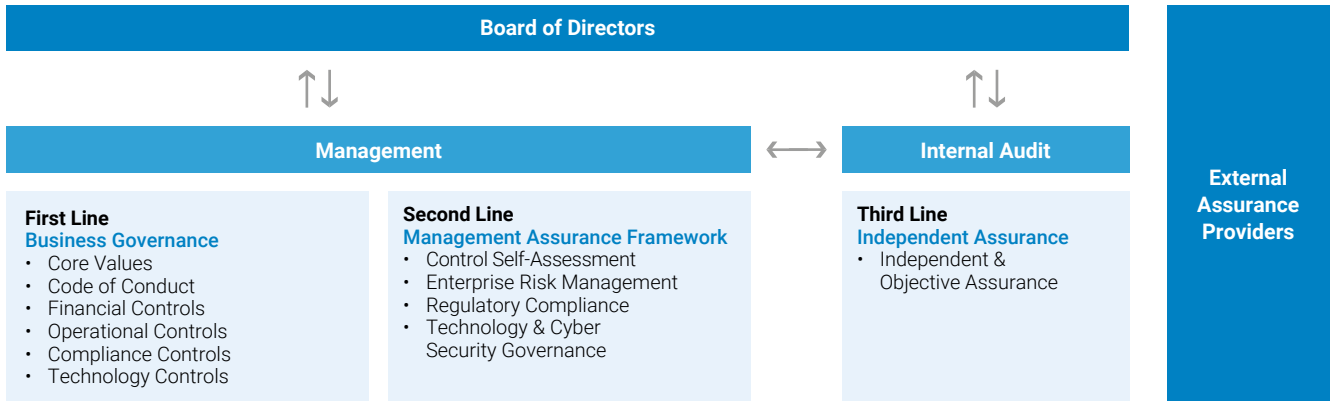 Board of Directors
Management
Internal Audit
First Line
Business Governance
• Core Values
• Code of Conduct
• Financial Controls
• Operational Controls
• Compliance Controls
• Technology Controls
Second Line
Management Assurance Framework
• Control Self-Assessment
• Enterprise Risk Management
• Regulatory Compliance
• Technology & Cyber
Security Governance
Third Line
Independent Assurance
• Independent &
Objective Assurance
External
Assurance
Providers